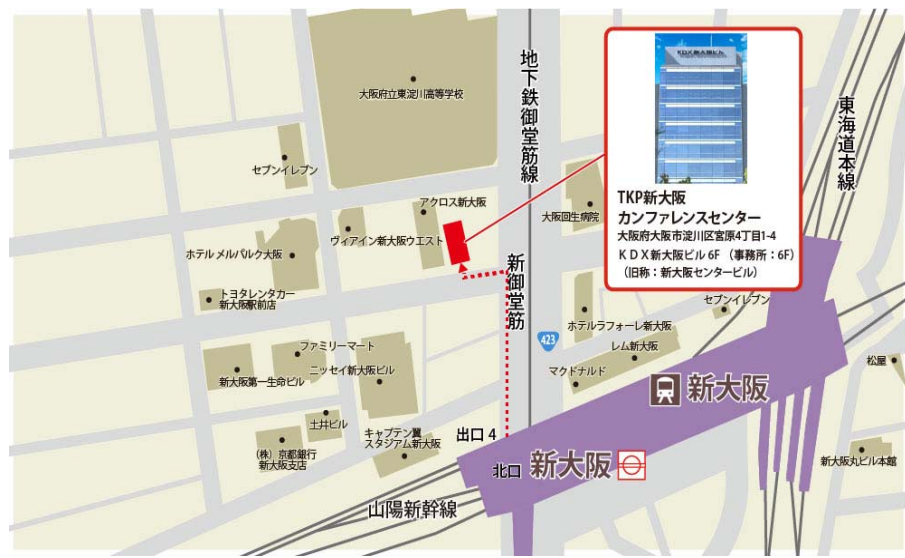 大阪府立東淀川高等学校
地下鉄御堂筋線
KDX新大阪ビル
東海道本線
セブンイレブン
アクロス新大阪
大阪回生病院
TKP新大阪
カンファレンスセンター
大阪府大阪市淀川区宮原4丁目1-4
KDX新大阪ビル 6F (事務所:6F)
(旧称:新大阪センタービル)
ヴィアイン新大阪ウエスト
ホテル メルパルク大阪
新御堂筋
トヨタレンタカー
新大阪駅前店
セブンイレブン
ホテルラフォーレ新大阪
423
ファミリーマート
レム新大阪
ニッセイ新大阪ビル
新大阪第一生命ビル
マクドナルド
松屋
新大阪
土井ビル
キャプテン翼
スタジアム新大阪
出口 4
(株)京都銀行
新大阪支店
北口
新大阪
新大阪丸ビル本館
山陽新幹線